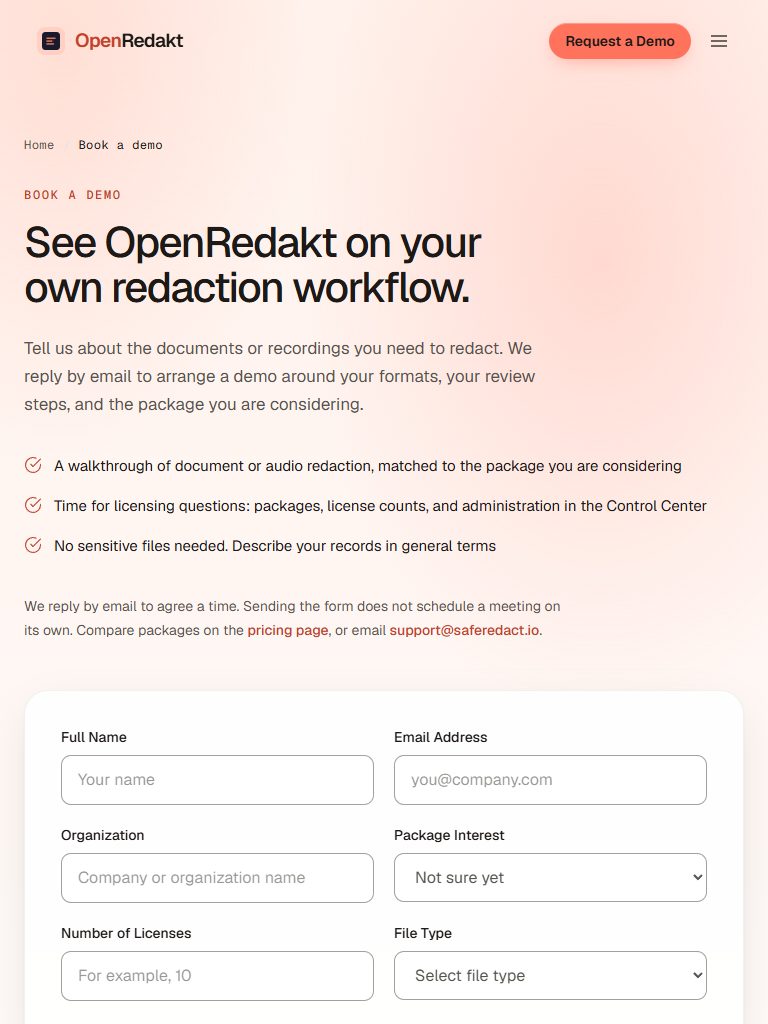 OpenRedakt
Request a Demo
Home
Book a demo
BOOK A DEMO
See OpenRedakt on your
own redaction workflow.
Tell us about the documents or recordings you need to redact. We
reply by email to arrange a demo around your formats, your review
steps, and the package you are considering.
A walkthrough of document or audio redaction, matched to the package you are considering
Time for licensing questions: packages, license counts, and administration in the Control Center
No sensitive files needed. Describe your records in general terms
We reply by email to agree a time. Sending the form does not schedule a meeting on
its own. Compare packages on the pricing page, or email support@saferedact.io.
Full Name
Email Address
Your name
you@company.com
Organization
Package Interest
Company or organization name
Not sure yet
Number of Licenses
File Type
For example, 10
Select file type